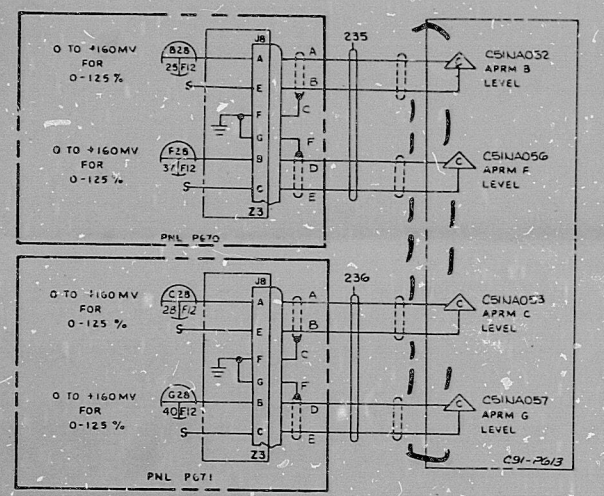 J8
0 TO +160MV
FOR
0-125 %
B28
25 F12
S
A
E
F
G
B
C
Z3
A
B
C
F
D
E
235
C51NA032
APRM B
LEVEL
C
0 TO +160MV
FOR
0-125 %
F28
37 F12
S
C51NA056
APRM F
LEVEL
C
PNL P670
J8
0 TO +160MV
FOR
0-125 %
C28
28 F12
S
A
E
F
G
B
C
Z3
A
B
C
F
D
E
236
C51NA053
APRM C
LEVEL
C
0 TO +160MV
FOR
0-125 %
G28
40 F12
S
C51NA057
APRM G
LEVEL
C
PNL P671
C91-P613